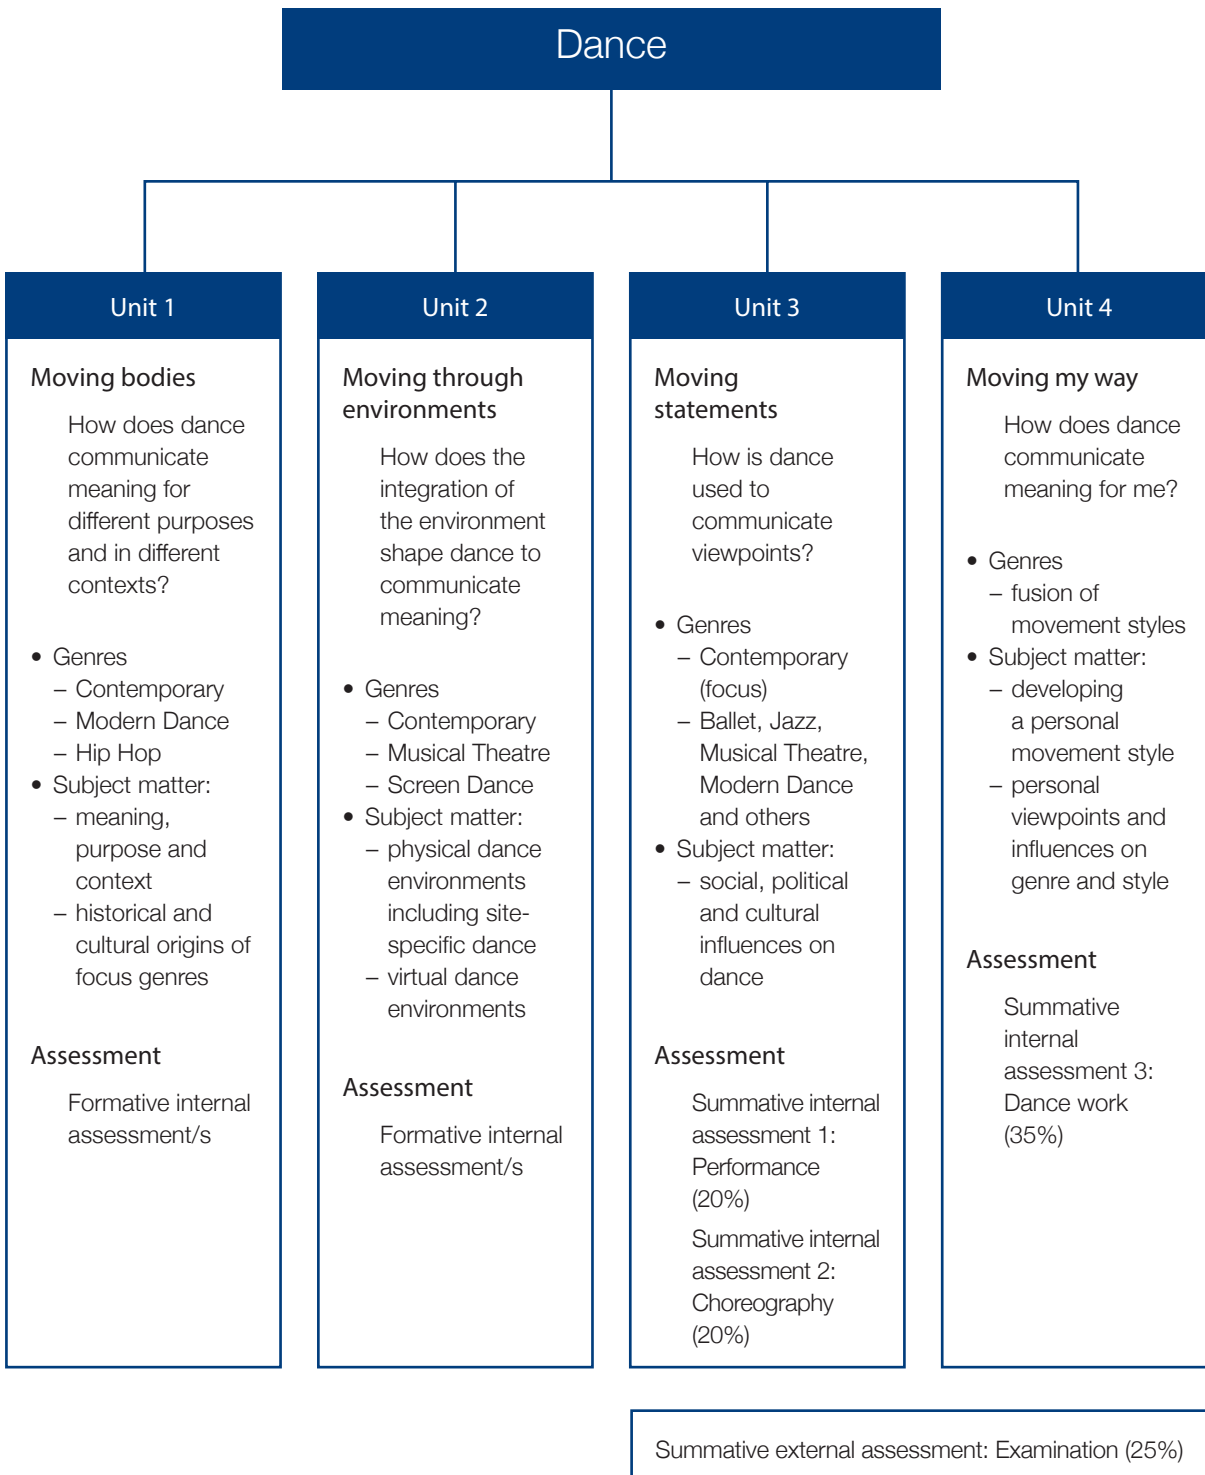 Dance
Unit 1
Moving bodies
How does dance
communicate
meaning for
different purposes
and in different
contexts?
• Genres
– Contemporary
– Modern Dance
– Hip Hop
• Subject matter:
– meaning,
purpose and
context
– historical and
cultural origins of
focus genres
Assessment
Formative internal
assessment/s
Unit 2
Moving through
environments
How does the
integration of
the environment
shape dance to
communicate
meaning?
• Genres
– Contemporary
– Musical Theatre
– Screen Dance
• Subject matter:
– physical dance
environments
including site-
specific dance
– virtual dance
environments
Assessment
Formative internal
assessment/s
Unit 3
Moving
statements
How is dance
used to
communicate
viewpoints?
• Genres
– Contemporary
(focus)
– Ballet, Jazz,
Musical Theatre,
Modern Dance
and others
• Subject matter:
– social, political
and cultural
influences on
dance
Assessment
Summative internal
assessment 1:
Performance
(20%)
Summative internal
assessment 2:
Choreography
(20%)
Unit 4
Moving my way
How does dance
communicate
meaning for me?
• Genres
– fusion of
movement styles
• Subject matter:
– developing
a personal
movement style
– personal
viewpoints and
influences on
genre and style
Assessment
Summative
internal
assessment 3:
Dance work
(35%)
Summative external assessment: Examination (25%)